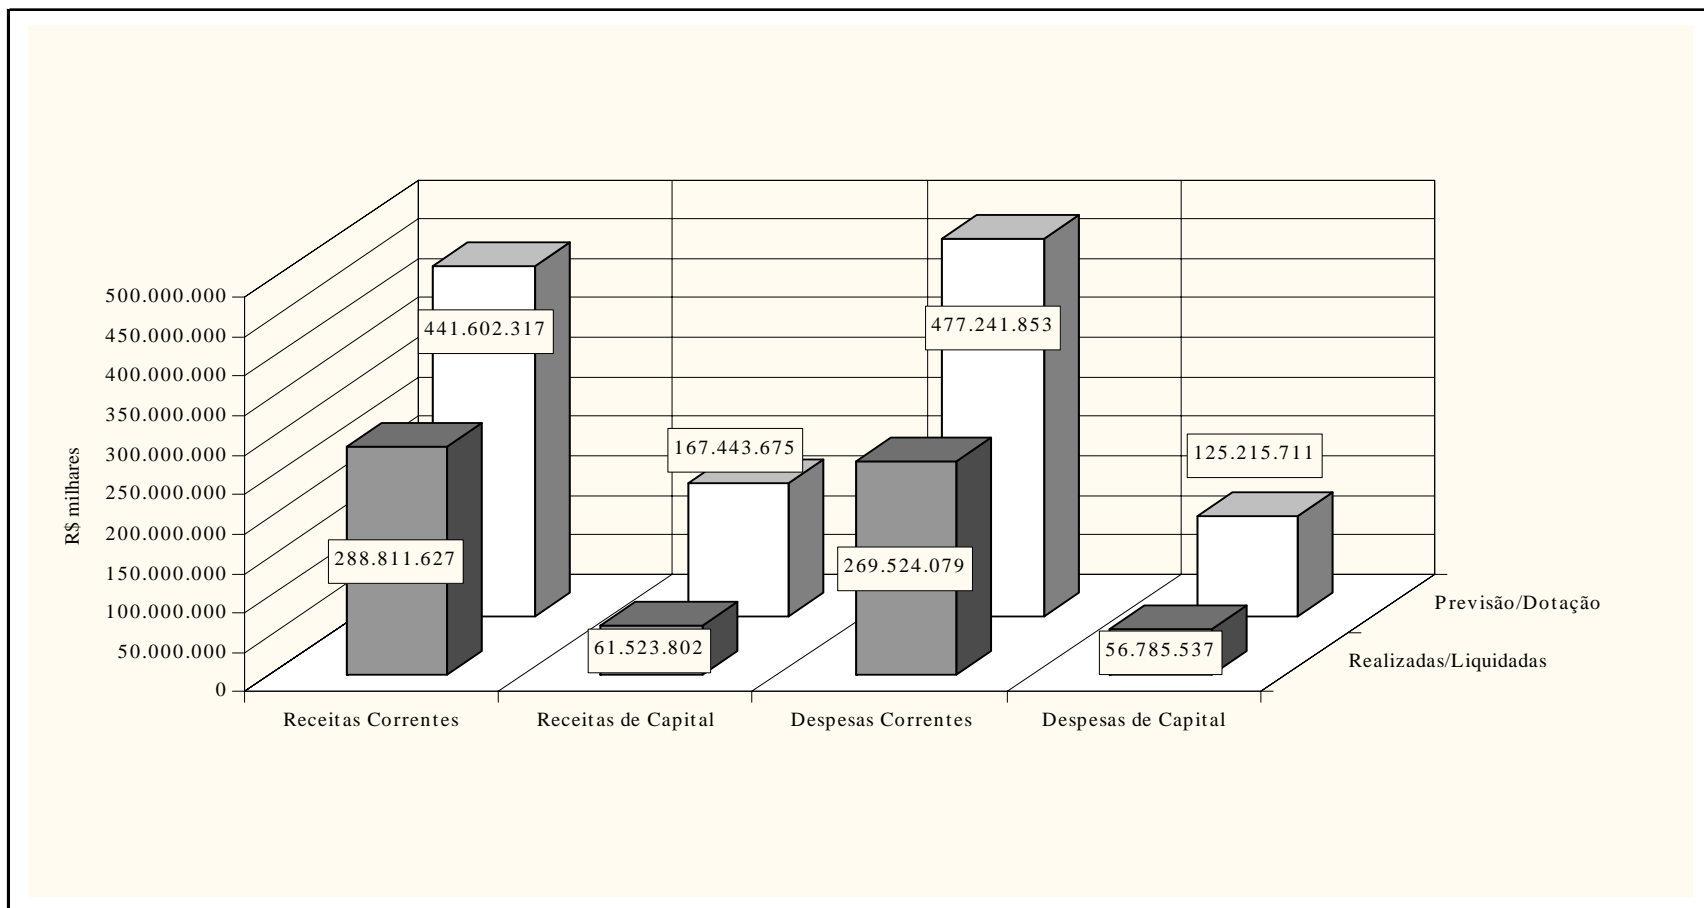 R$ milhares
500.000.000
450.000.000
400.000.000
350.000.000
300.000.000
250.000.000
200.000.000
150.000.000
100.000.000
50.000.000
0
441.602.317
477.241.853
167.443.675
125.215.711
288.811.627
269.524.079
61.523.802
56.785.537
Previsão/Dotação
Realizadas/Liquidadas
Receitas Correntes
Receitas de Capital
Despesas Correntes
Despesas de Capital